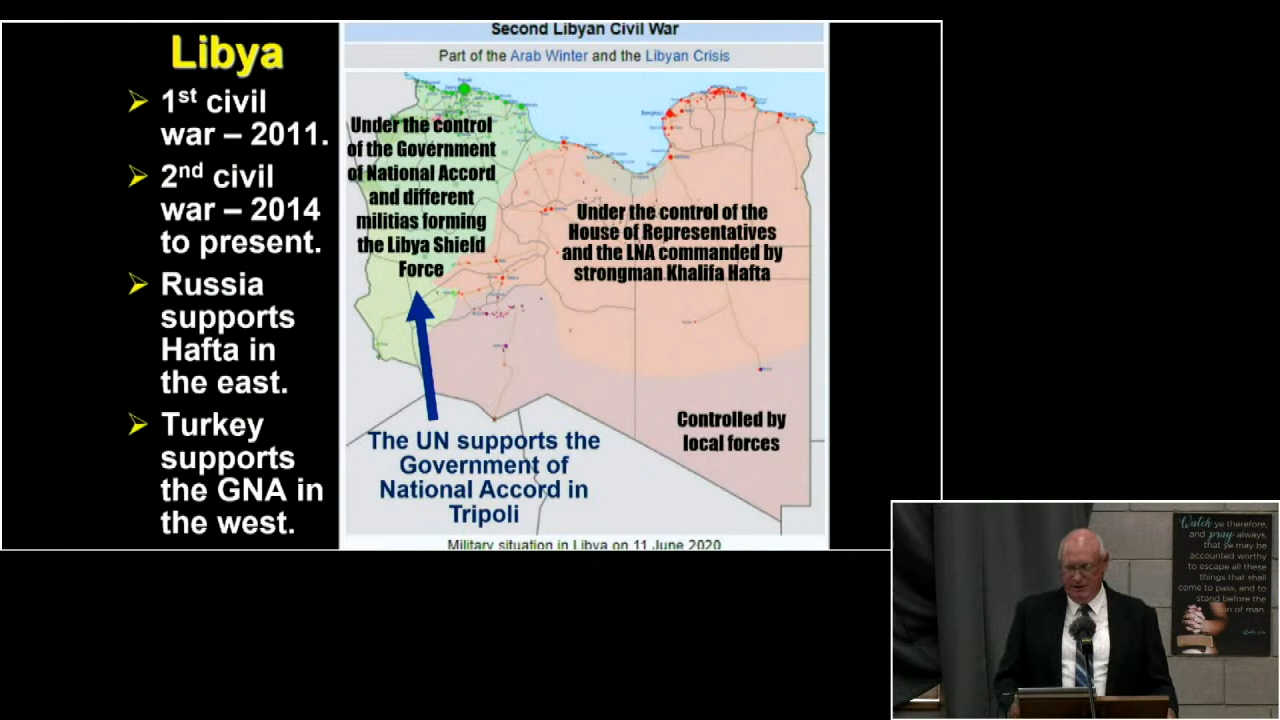 Libya
➢ 1st civil
war – 2011.
➢ 2nd civil
war – 2014
to present.
➢ Russia
supports
Hafta in
the east.
➢ Turkey
supports
the GNA in
the west.
Second Libyan Civil War
Part of the Arab Winter and the Libyan Crisis
Under the control
of the Government
of National Accord
and different
militias forming
the Libya Shield
Force
Under the control of the
House of Representatives
and the LNA commanded by
strongman Khalifa Hafta
Controlled by
local forces
The UN supports the
Government of
National Accord in
Tripoli
Military situation in Libya on 11 June 2020
Watch ye therefore,
and pray always,
that ye may be
accounted worthy
to escape all these
things that shall
come to pass, and to
stand before the
of man.